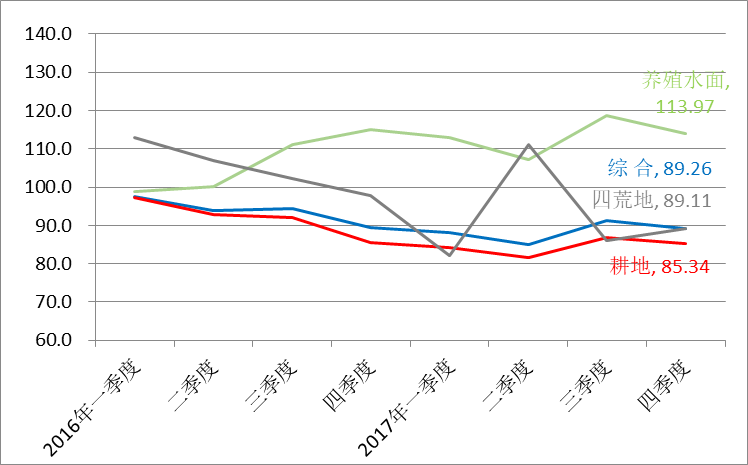 140.0
130.0
120.0
110.0
100.0
90.0
80.0
70.0
60.0
养殖水面,
113.97
综 合, 89.26
四荒地, 89.11
耕地, 85.34
2016年一季度
二季度
三季度
四季度
2017年一季度
二季度
三季度
四季度